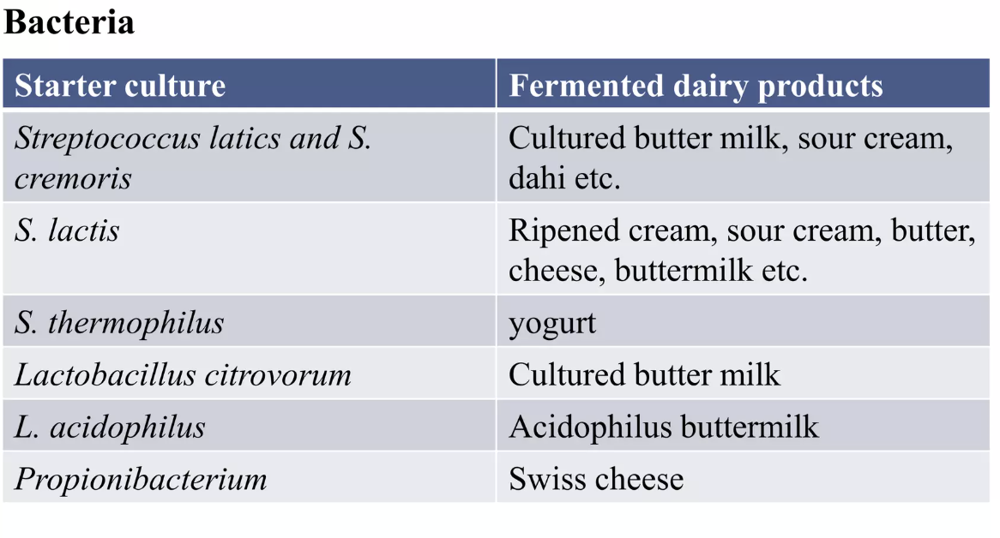 Bacteria
Starter culture
Fermented dairy products
Streptococcus latics and S.
cremoris
Cultured butter milk, sour cream,
dahi etc.
S. lactis
Ripened cream, sour cream, butter,
cheese, buttermilk etc.
S. thermophilus
yogurt
Lactobacillus citrovorum
Cultured butter milk
L. acidophilus
Acidophilus buttermilk
Propionibacterium
Swiss cheese